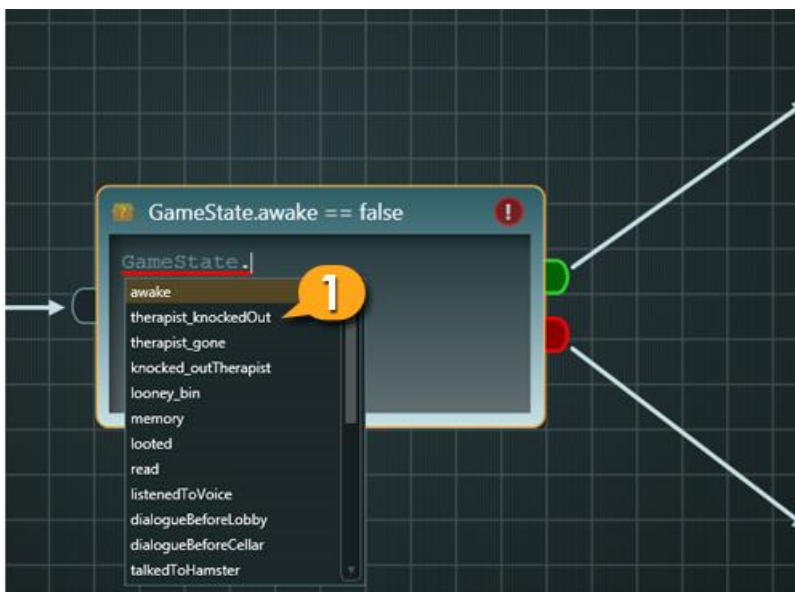 GameState.awake == false
GameState.
awake
1
therapist_knockedOut
therapist_gone
knocked_outTherapist
looney_bin
memory
looted
read
listenedToVoice
dialogueBeforeLobby
dialogueBeforeCellar
talkedToHamster